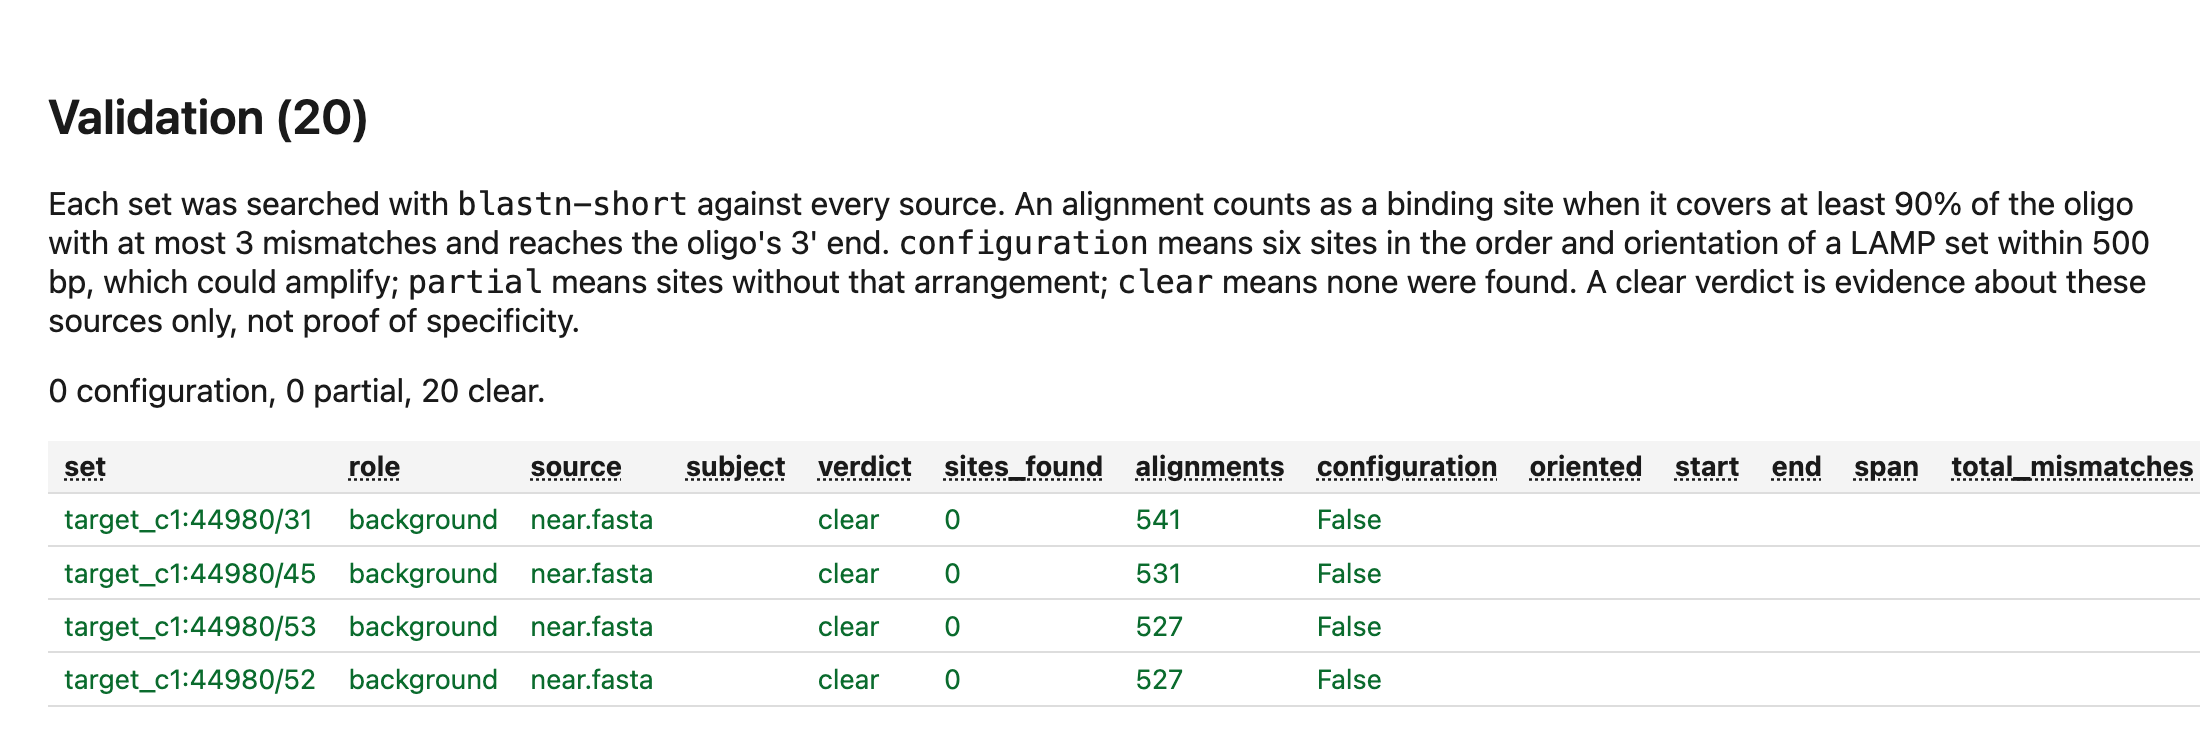 Validation (20)
Each set was searched with blastn-short against every source. An alignment counts as a binding site when it covers at least 90% of the oligo
with at most 3 mismatches and reaches the oligo's 3' end. configuration means six sites in the order and orientation of a LAMP set within 500
bp, which could amplify; partial means sites without that arrangement; clear means none were found. A clear verdict is evidence about these
sources only, not proof of specificity.
0 configuration, 0 partial, 20 clear.
set role source subject verdict sites_found alignments configuration oriented start end span total_mismatches
target_c1:44980/31 background near.fasta clear 0 541 False
target_c1:44980/45 background near.fasta clear 0 531 False
target_c1:44980/53 background near.fasta clear 0 527 False
target_c1:44980/52 background near.fasta clear 0 527 False